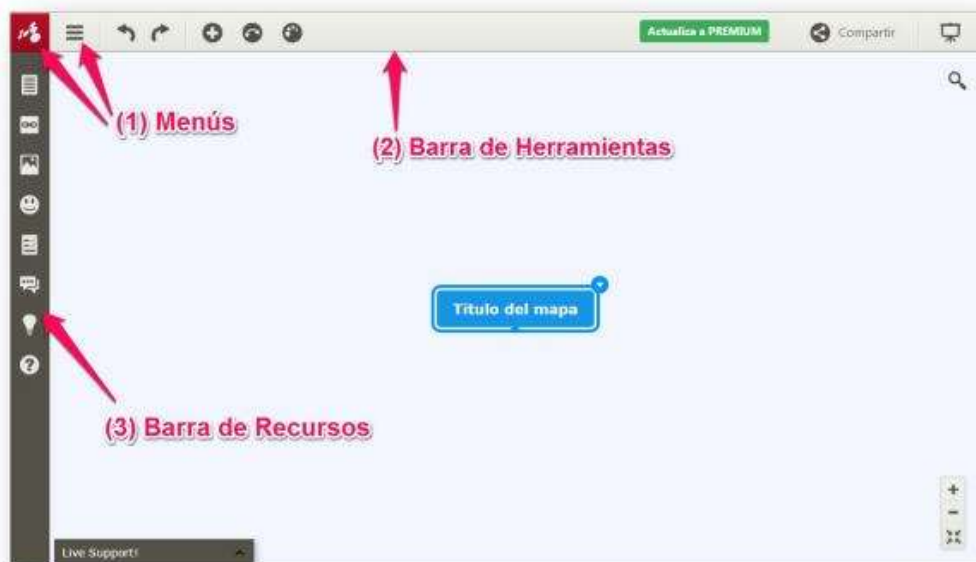 Actualiza a PREMIUM
Compartir
(1) Menús
(2) Barra de Herramientas
Título del mapa
(3) Barra de Recursos
Live Support!